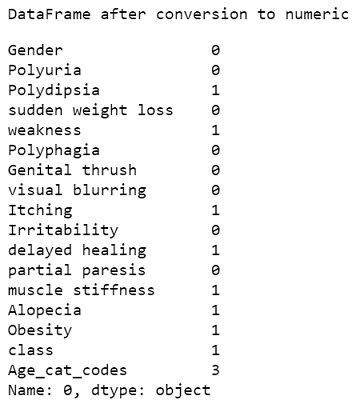 DataFrame after conversion to numeric
Gender 0
Polyuria 0
Polydipsia 1
sudden weight loss 0
weakness 1
Polyphagia 0
Genital thrush 0
visual blurring 0
Itching 1
Irritability 0
delayed healing 1
partial paresis 0
muscle stiffness 1
Alopecia 1
Obesity 1
class 1
Age_cat_codes 3
Name: 0, dtype: object